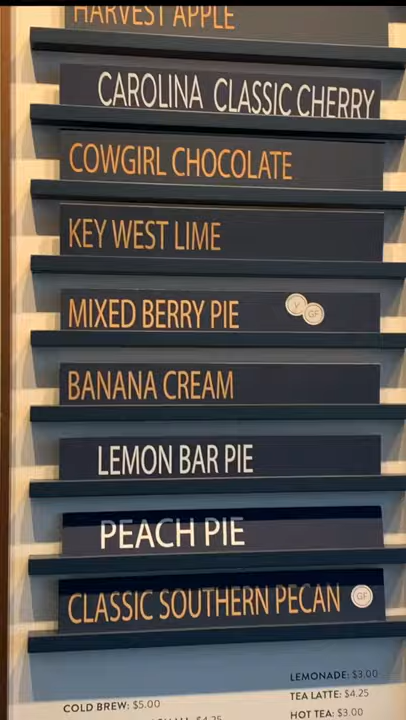 HARVEST APPLE
CAROLINA CLASSIC CHERRY
COWGIRL CHOCOLATE
KEY WEST LIME
MIXED BERRY PIE V GF
BANANA CREAM
LEMON BAR PIE
PEACH PIE
CLASSIC SOUTHERN PECAN GF
LEMONADE: $3.00
COLD BREW: $5.00
TEA LATTE: $4.25
$4.25
HOT TEA: $3.00